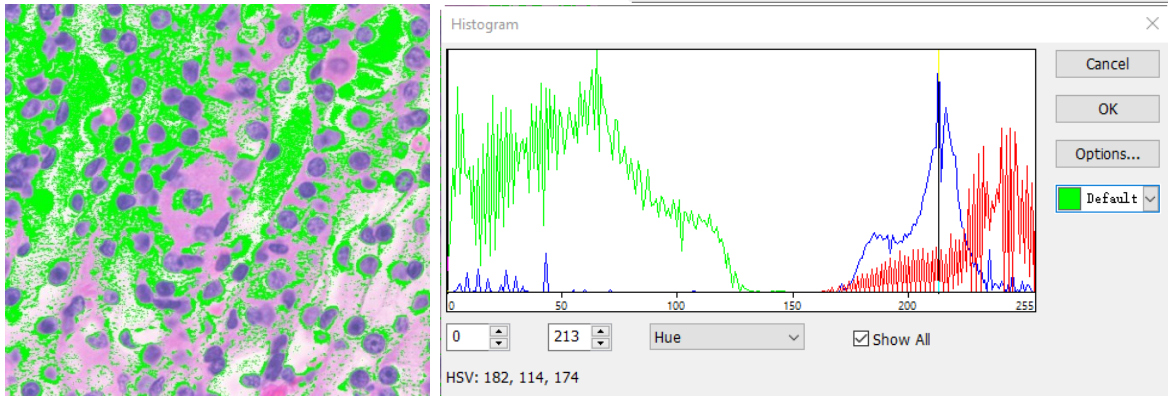 Histogram
Cancel
OK
Options...
Default
0 50 100 150 200 255
0 213 Hue Show All
HSV: 182, 114, 174